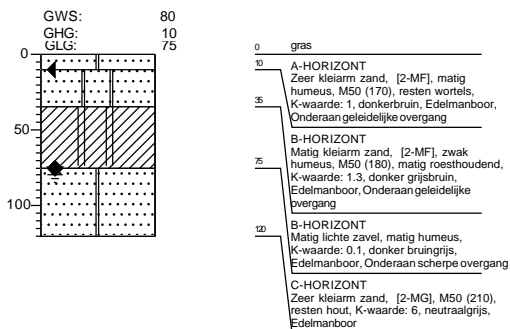 GWS: 80
GHG: 10
GLG: 75
0
50
100
0 gras
10
A-HORIZONT
Zeer kleiarm zand, [2-MF], matig
humeus, M50 (170), resten wortels,
K-waarde: 1, donkerbruin, Edelmanboor,
Onderaan geleidelijke overgang
35
B-HORIZONT
Matig kleiarm zand, [2-MF], zwak
humeus, M50 (180), matig roesthoudend,
K-waarde: 1.3, donker grijsbruin,
Edelmanboor, Onderaan geleidelijke
overgang
75
B-HORIZONT
Matig lichte zavel, matig humeus,
K-waarde: 0.1, donker bruingrijs,
Edelmanboor, Onderaan scherpe overgang
120
C-HORIZONT
Zeer kleiarm zand, [2-MG], M50 (210),
resten hout, K-waarde: 6, neutraalgrijs,
Edelmanboor